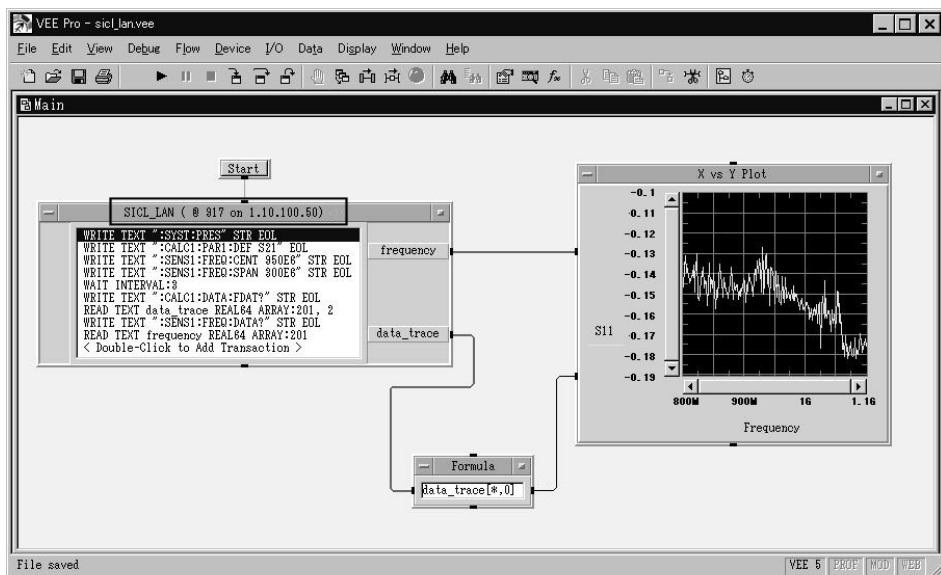 VEE Pro - sicl_lan.vee
File Edit View Debug Flow Device I/O Data Display Window Help
Main
Start
SICL_LAN ( @ 917 on 1.10.100.50)
WRITE TEXT ":SYST:PRES" STR EOL
WRITE TEXT ":CALC1:PAR1:DEF S21" EOL
WRITE TEXT ":SENS1:FREQ:CENT 950E6" STR EOL
WRITE TEXT ":SENS1:FREQ:SPAN 300E6" STR EOL
WAIT INTERVAL:3
WRITE TEXT ":CALC1:DATA:FDAT?" STR EOL
READ TEXT data_trace REAL64 ARRAY:201, 2
WRITE TEXT ":SENS1:FREQ:DATA?" STR EOL
READ TEXT frequency REAL64 ARRAY:201
< Double-Click to Add Transaction >
frequency
data_trace
Formula
data_trace[*,0]
X vs Y Plot
-0.1
-0.11
-0.12
-0.13
-0.14
-0.15
-0.16
-0.17
-0.18
-0.19
S11
800M 900M 1G 1.1G
Frequency
File saved
VEE 5 PROF MOD WEB